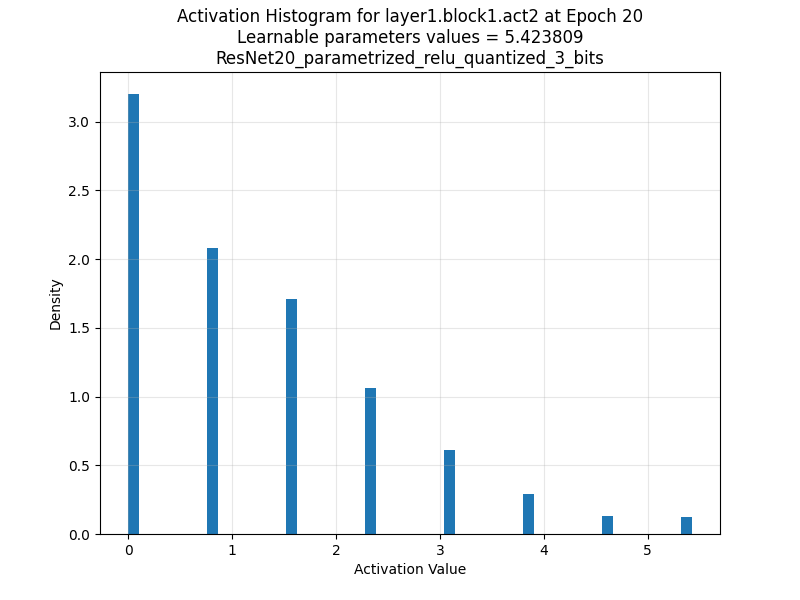 Activation Histogram for layer1.block1.act2 at Epoch 20
Learnable parameters values = 5.423809
ResNet20_parametrized_relu_quantized_3_bits
3.0
2.5
2.0
1.5
1.0
0.5
0.0
Density
0 1 2 3 4 5
Activation Value